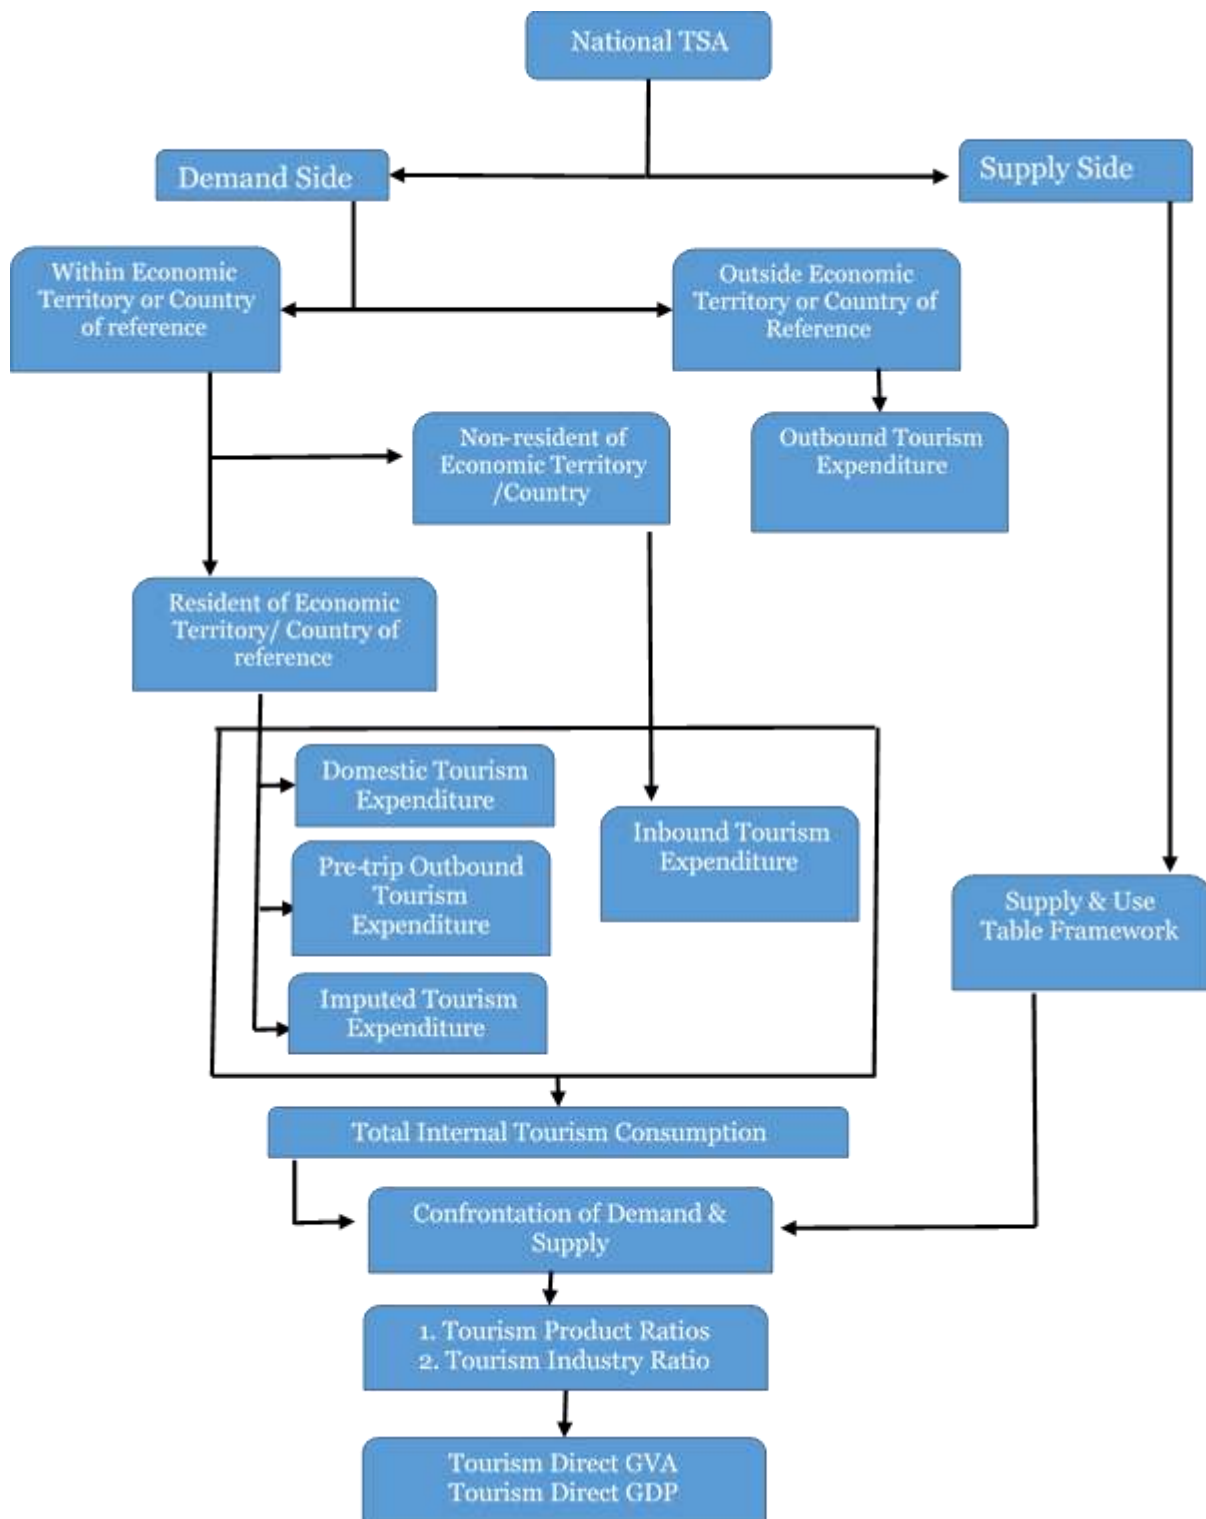 National TSA
Demand Side
Supply Side
Within Economic
Territory or Country
of reference
Outside Economic
Territory or Country of
Reference
Non-resident of
Economic Territory
/Country
Outbound Tourism
Expenditure
Resident of Economic
Territory/ Country of
reference
Domestic Tourism
Expenditure
Inbound Tourism
Expenditure
Pre-trip Outbound
Tourism
Expenditure
Supply & Use
Table Framework
Imputed Tourism
Expenditure
Total Internal Tourism Consumption
Confrontation of Demand &
Supply
1. Tourism Product Ratios
2. Tourism Industry Ratio
Tourism Direct GVA
Tourism Direct GDP